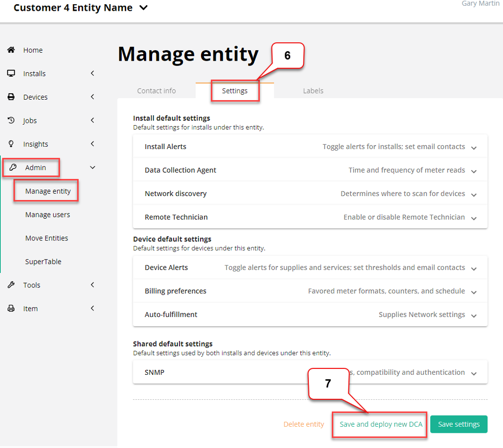 Customer 4 Entity Name
Gary Martin
Home
Installs
Devices
Jobs
Insights
Admin
Manage entity
Manage users
Move Entities
SuperTable
Tools
Item
Manage entity
6
Contact info
Settings
Labels
Install default settings
Default settings for installs under this entity.
Install Alerts
Toggle alerts for installs; set email contacts
Data Collection Agent
Time and frequency of meter reads
Network discovery
Determines where to scan for devices
Remote Technician
Enable or disable Remote Technician
Device default settings
Default settings for devices under this entity.
Device Alerts
Toggle alerts for supplies and services; set thresholds and email contacts
Billing preferences
Favored meter formats, counters, and schedule
Auto-fulfillment
Supplies Network settings
Shared default settings
Default settings used by both installs and devices under this entity.
SNMP
compatibility and authentication
7
Delete entity
Save and deploy new DCA
Save settings